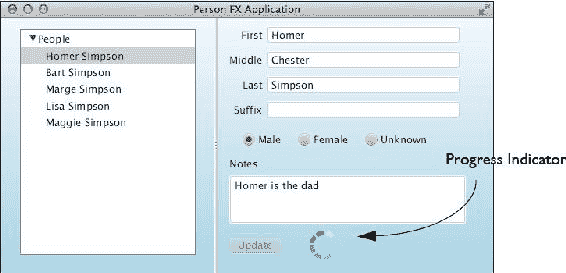 Person FX Application
People
Homer Simpson
Bart Simpson
Marge Simpson
Lisa Simpson
Maggie Simpson
First Homer
Middle Chester
Last Simpson
Suffix
Male Female Unknown
Notes
Homer is the dad
Update
Progress Indicator